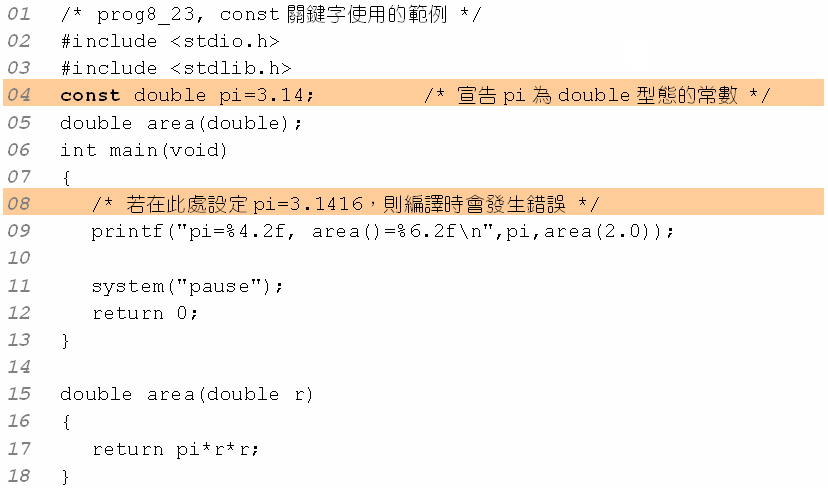 01 /* prog8_23, const 關鍵字使用的範例 */
02 #include <stdio.h>
03 #include <stdlib.h>
04 const double pi=3.14; /* 宣告 pi 為 double 型態的常數 */
05 double area(double);
06 int main(void)
07 {
08 /* 若在此處設定 pi=3.1416，則編譯時會發生錯誤 */
09 printf("pi=%4.2f, area()=%6.2f\n",pi,area(2.0));
10
11 system("pause");
12 return 0;
13 }
14
15 double area(double r)
16 {
17 return pi*r*r;
18 }